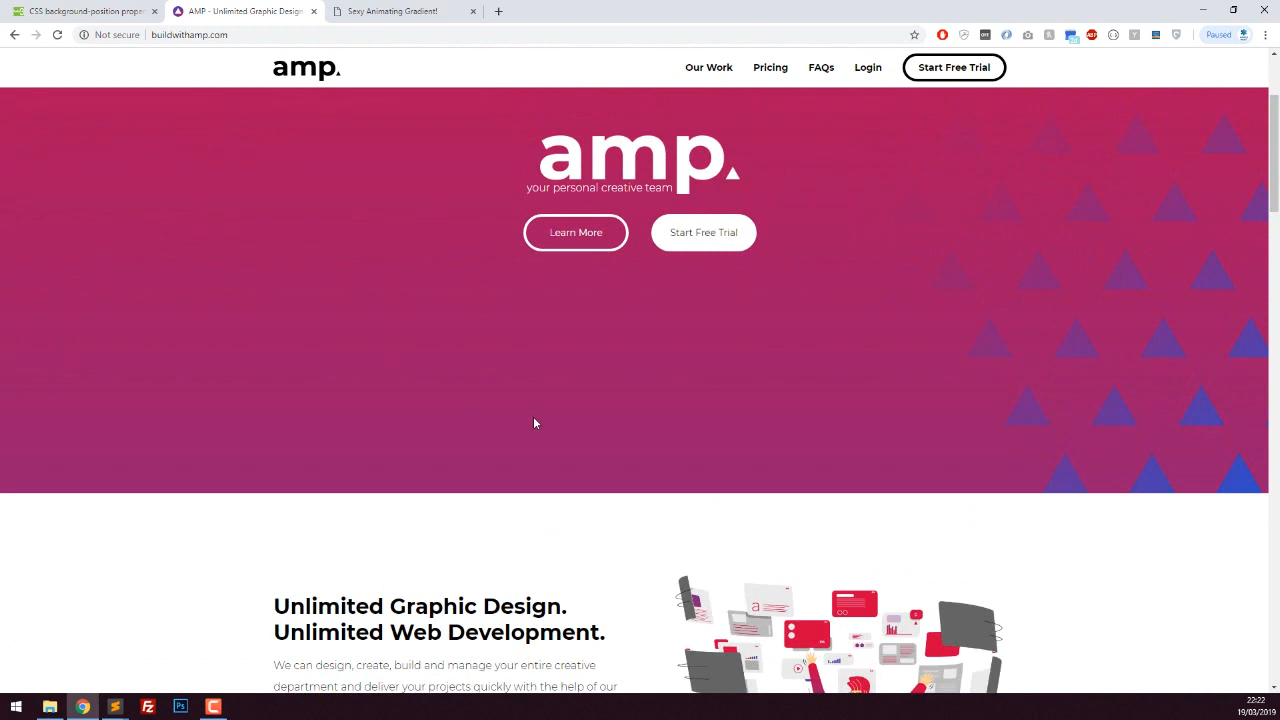 CSS background-position proper
AMP - Unlimited Graphic Design
Sexy Animating Gradient!
Not secure
buildwithamp.com
Paused
amp.
Our Work
Pricing
FAQs
Login
Start Free Trial
amp.
your personal creative team
Learn More
Start Free Trial
Unlimited Graphic Design.
Unlimited Web Development.
We can design, create, build and manage your entire creative
department and deliver your projects quickly with the help of our
22:22
19/03/2019